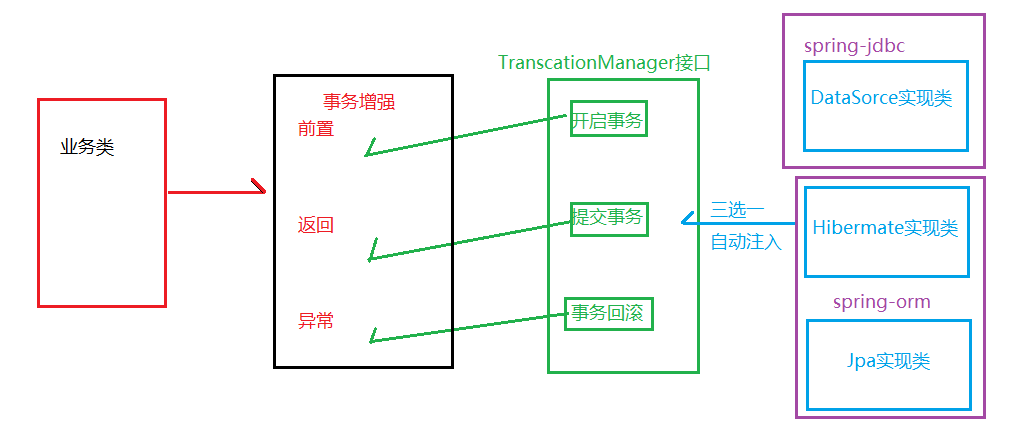 业务类
事务增强
前置
返回
异常
TranscationManager接口
开启事务
提交事务
事务回滚
三选一
自动注入
spring-jdbc
DataSorce实现类
Hibermate实现类
spring-orm
Jpa实现类